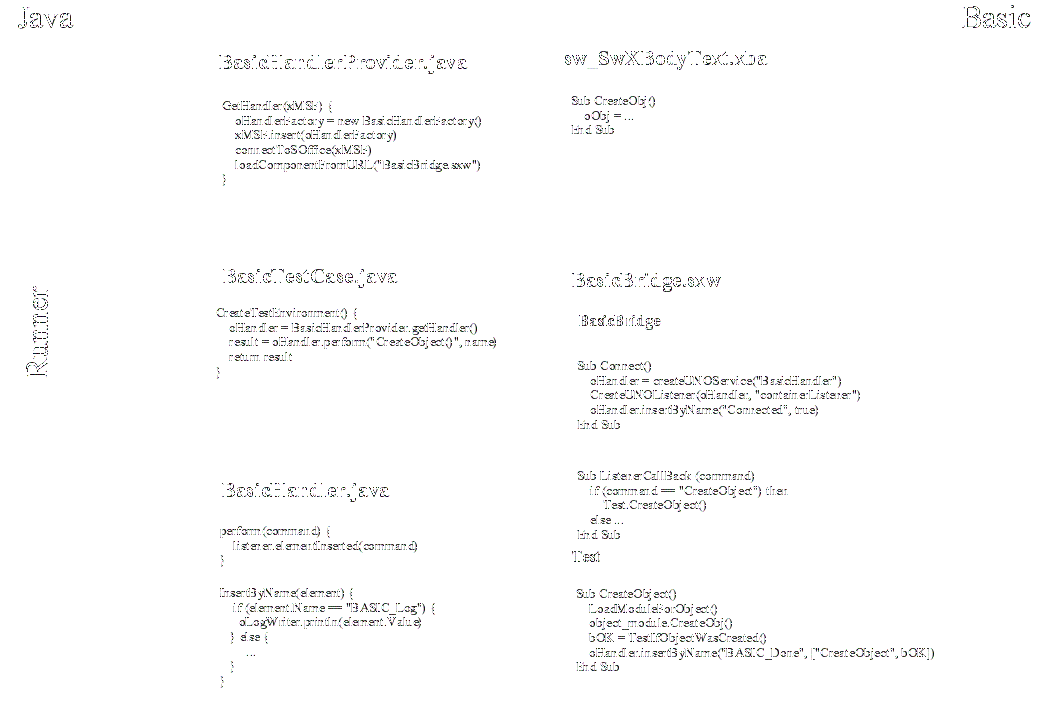 Java
Basic
BasicHandlerProvider.java
GetHandler(xMSF) {
oHandlerFactory = new BasicHandlerFactory()
xMSF.insert(oHandlerFactory)
connectToSOffice(xMSF)
loadComponentFromURL("BasicBridge.sxw")
}
sw_SwXBodyText.xba
Sub CreateObj()
oObj = ...
End Sub
Runner
BasicTestCase.java
CreateTestEnvironment() {
oHandler = BasicHandlerProvider.getHandler()
result = oHandler.perform("CreateObject()", name)
return result
}
BasicBridge.sxw
BasicBridge
Sub Connect()
oHandler = createUNOService("BasicHandler")
CreateUNOListener(oHandler, "containerListener")
oHandler.insertByName("Connected", true)
End Sub
Sub ListenerCallBack (command)
if (command == "CreateObject") then
Test.CreateObject()
else ...
End Sub
BasicHandler.java
perform(command) {
listener.elementInserted(command)
}
InsertByName(element) {
if (element.Name == "BASIC_Log") {
oLogWriter.println(element.Value)
} else {
...
}
}
Test
Sub CreateObject()
LoadModuleForObject()
object_module.CreateObj()
bOK = TestIfObjectWasCreated()
oHandler.insertByName("BASIC_Done", ["CreateObject", bOK])
End Sub